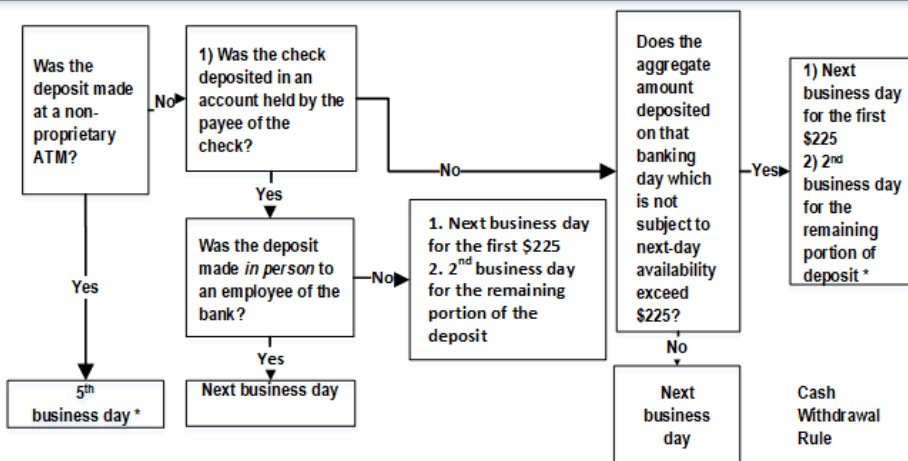 Was the
deposit made
at a non-
proprietary
ATM?
No
1) Was the check
deposited in an
account held by the
payee of the
check?
No
Does the
aggregate
amount
deposited
on that
banking
day which
is not
subject to
next-day
availability
exceed
$225?
Yes
1) Next
business day
for the first
$225
2) 2nd
business day
for the
remaining
portion of
deposit *
Yes
Was the deposit
made in person to
an employee of the
bank?
No
1. Next business day
for the first $225
2. 2nd business day
for the remaining
portion of the
deposit
Yes
Yes
No
5th
business day *
Next business day
Next
business
day
Cash
Withdrawal
Rule